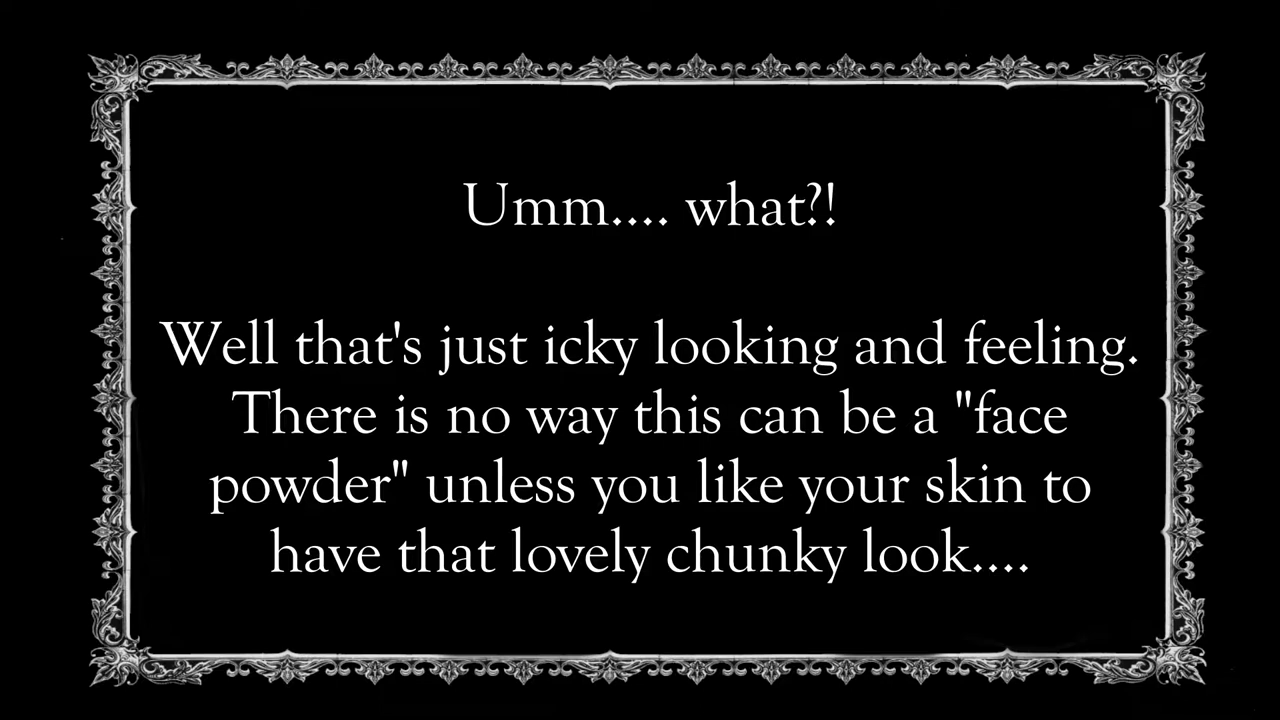 Umm.... what?!
Well that's just icky looking and feeling.
There is no way this can be a "face
powder" unless you like your skin to
have that lovely chunky look....